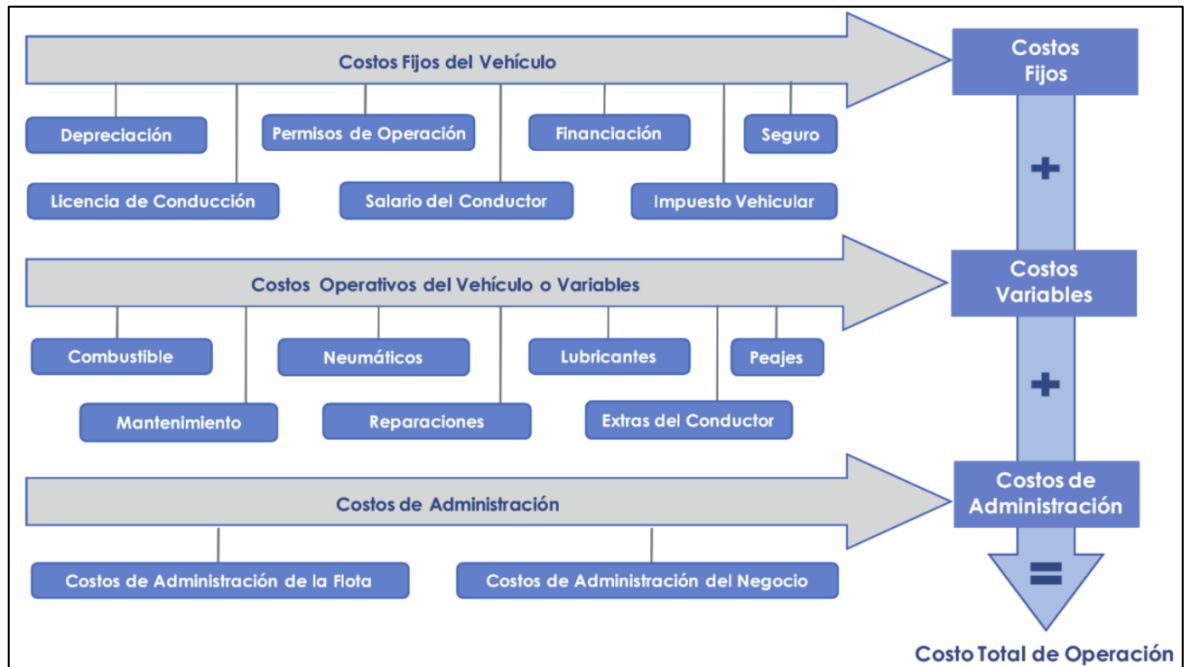 Costos Fijos del Vehículo
Costos
Fijos
Depreciación
Permisos de Operación
Financiación
Seguro
Licencia de Conducción
Salario del Conductor
Impuesto Vehicular
+
Costos Operativos del Vehículo o Variables
Costos
Variables
Combustible
Neumáticos
Lubricantes
Peajes
Mantenimiento
Reparaciones
Extras del Conductor
+
Costos de Administración
Costos de
Administración
Costos de Administración de la Flota
Costos de Administración del Negocio
=
Costo Total de Operación